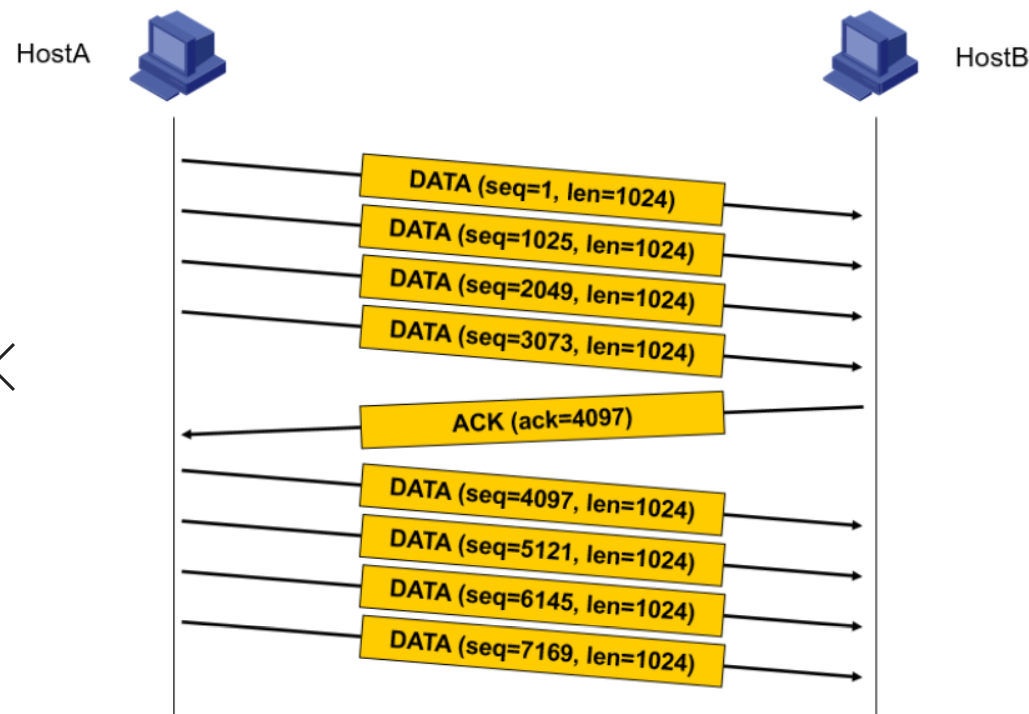 HostA
HostB
DATA (seq=1, len=1024)
DATA (seq=1025, len=1024)
DATA (seq=2049, len=1024)
DATA (seq=3073, len=1024)
ACK (ack=4097)
DATA (seq=4097, len=1024)
DATA (seq=5121, len=1024)
DATA (seq=6145, len=1024)
DATA (seq=7169, len=1024)